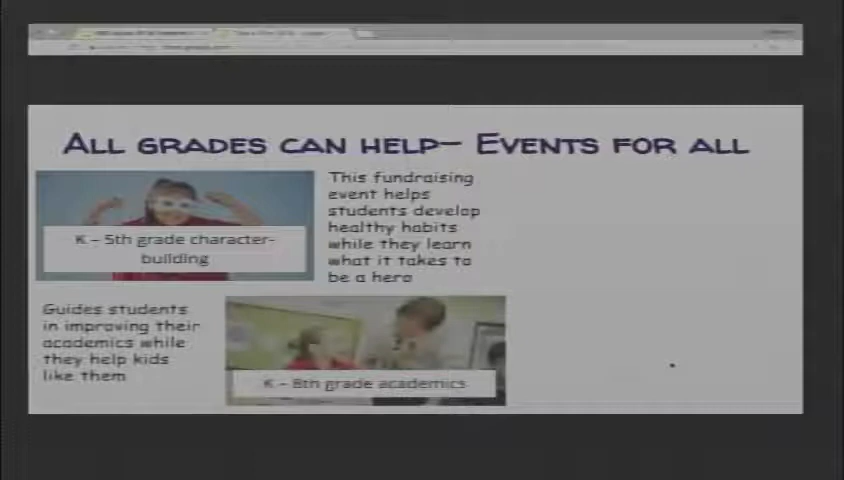 All grades can help- Events for all
This fundraising
event helps
students develop
healthy habits
while they learn
what it takes to
be a hero
K – 5th grade character-
building
Guides students
in improving their
academics while
they help kids
like them
K – 8th grade academics